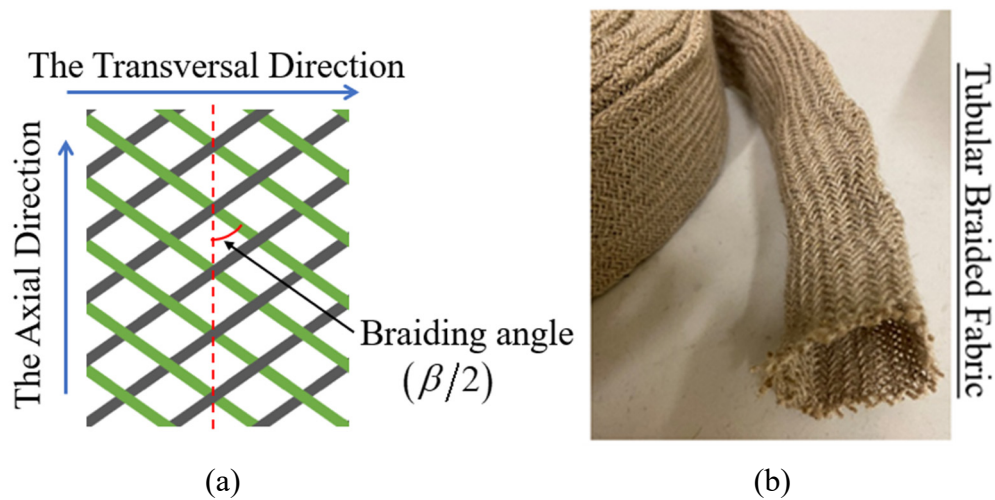 The Transversal Direction
The Axial Direction
Braiding angle
(β/2)
Tubular Braided Fabric
(a)
(b)